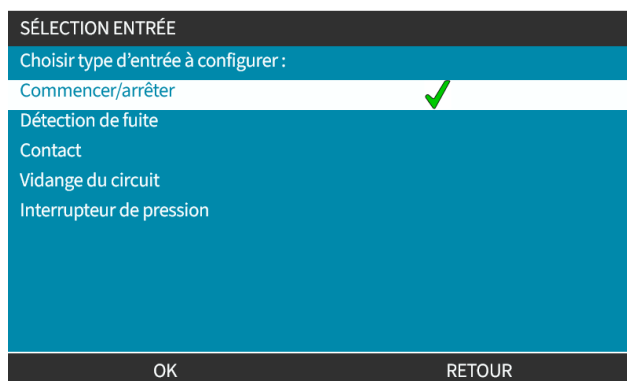 SÉLECTION ENTRÉE
Choisir type d’entrée à configurer :
Commencer/arrêter
Détection de fuite
Contact
Vidange du circuit
Interrupteur de pression
OK RETOUR